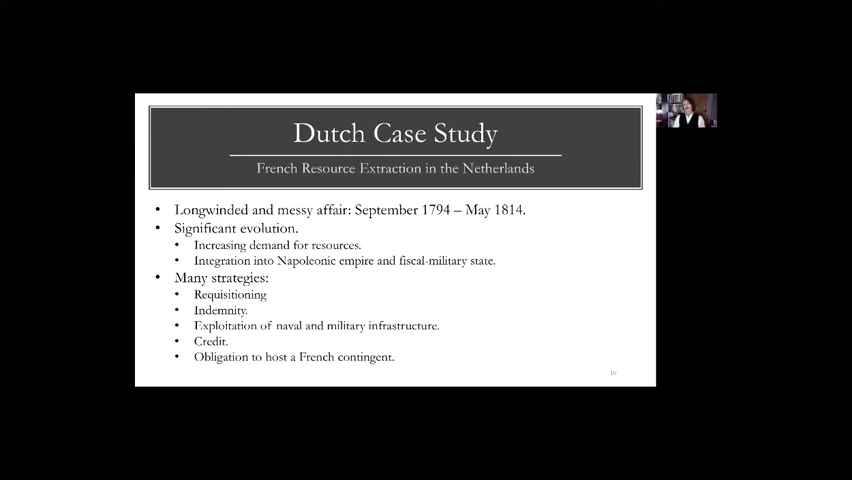 Dutch Case Study
French Resource Extraction in the Netherlands
• Longwinded and messy affair: September 1794 – May 1814.
• Significant evolution.
• Increasing demand for resources.
• Integration into Napoleonic empire and fiscal-military state.
• Many strategies:
• Requisitioning
• Indemnity.
• Exploitation of naval and military infrastructure.
• Credit.
• Obligation to host a French contingent.
10